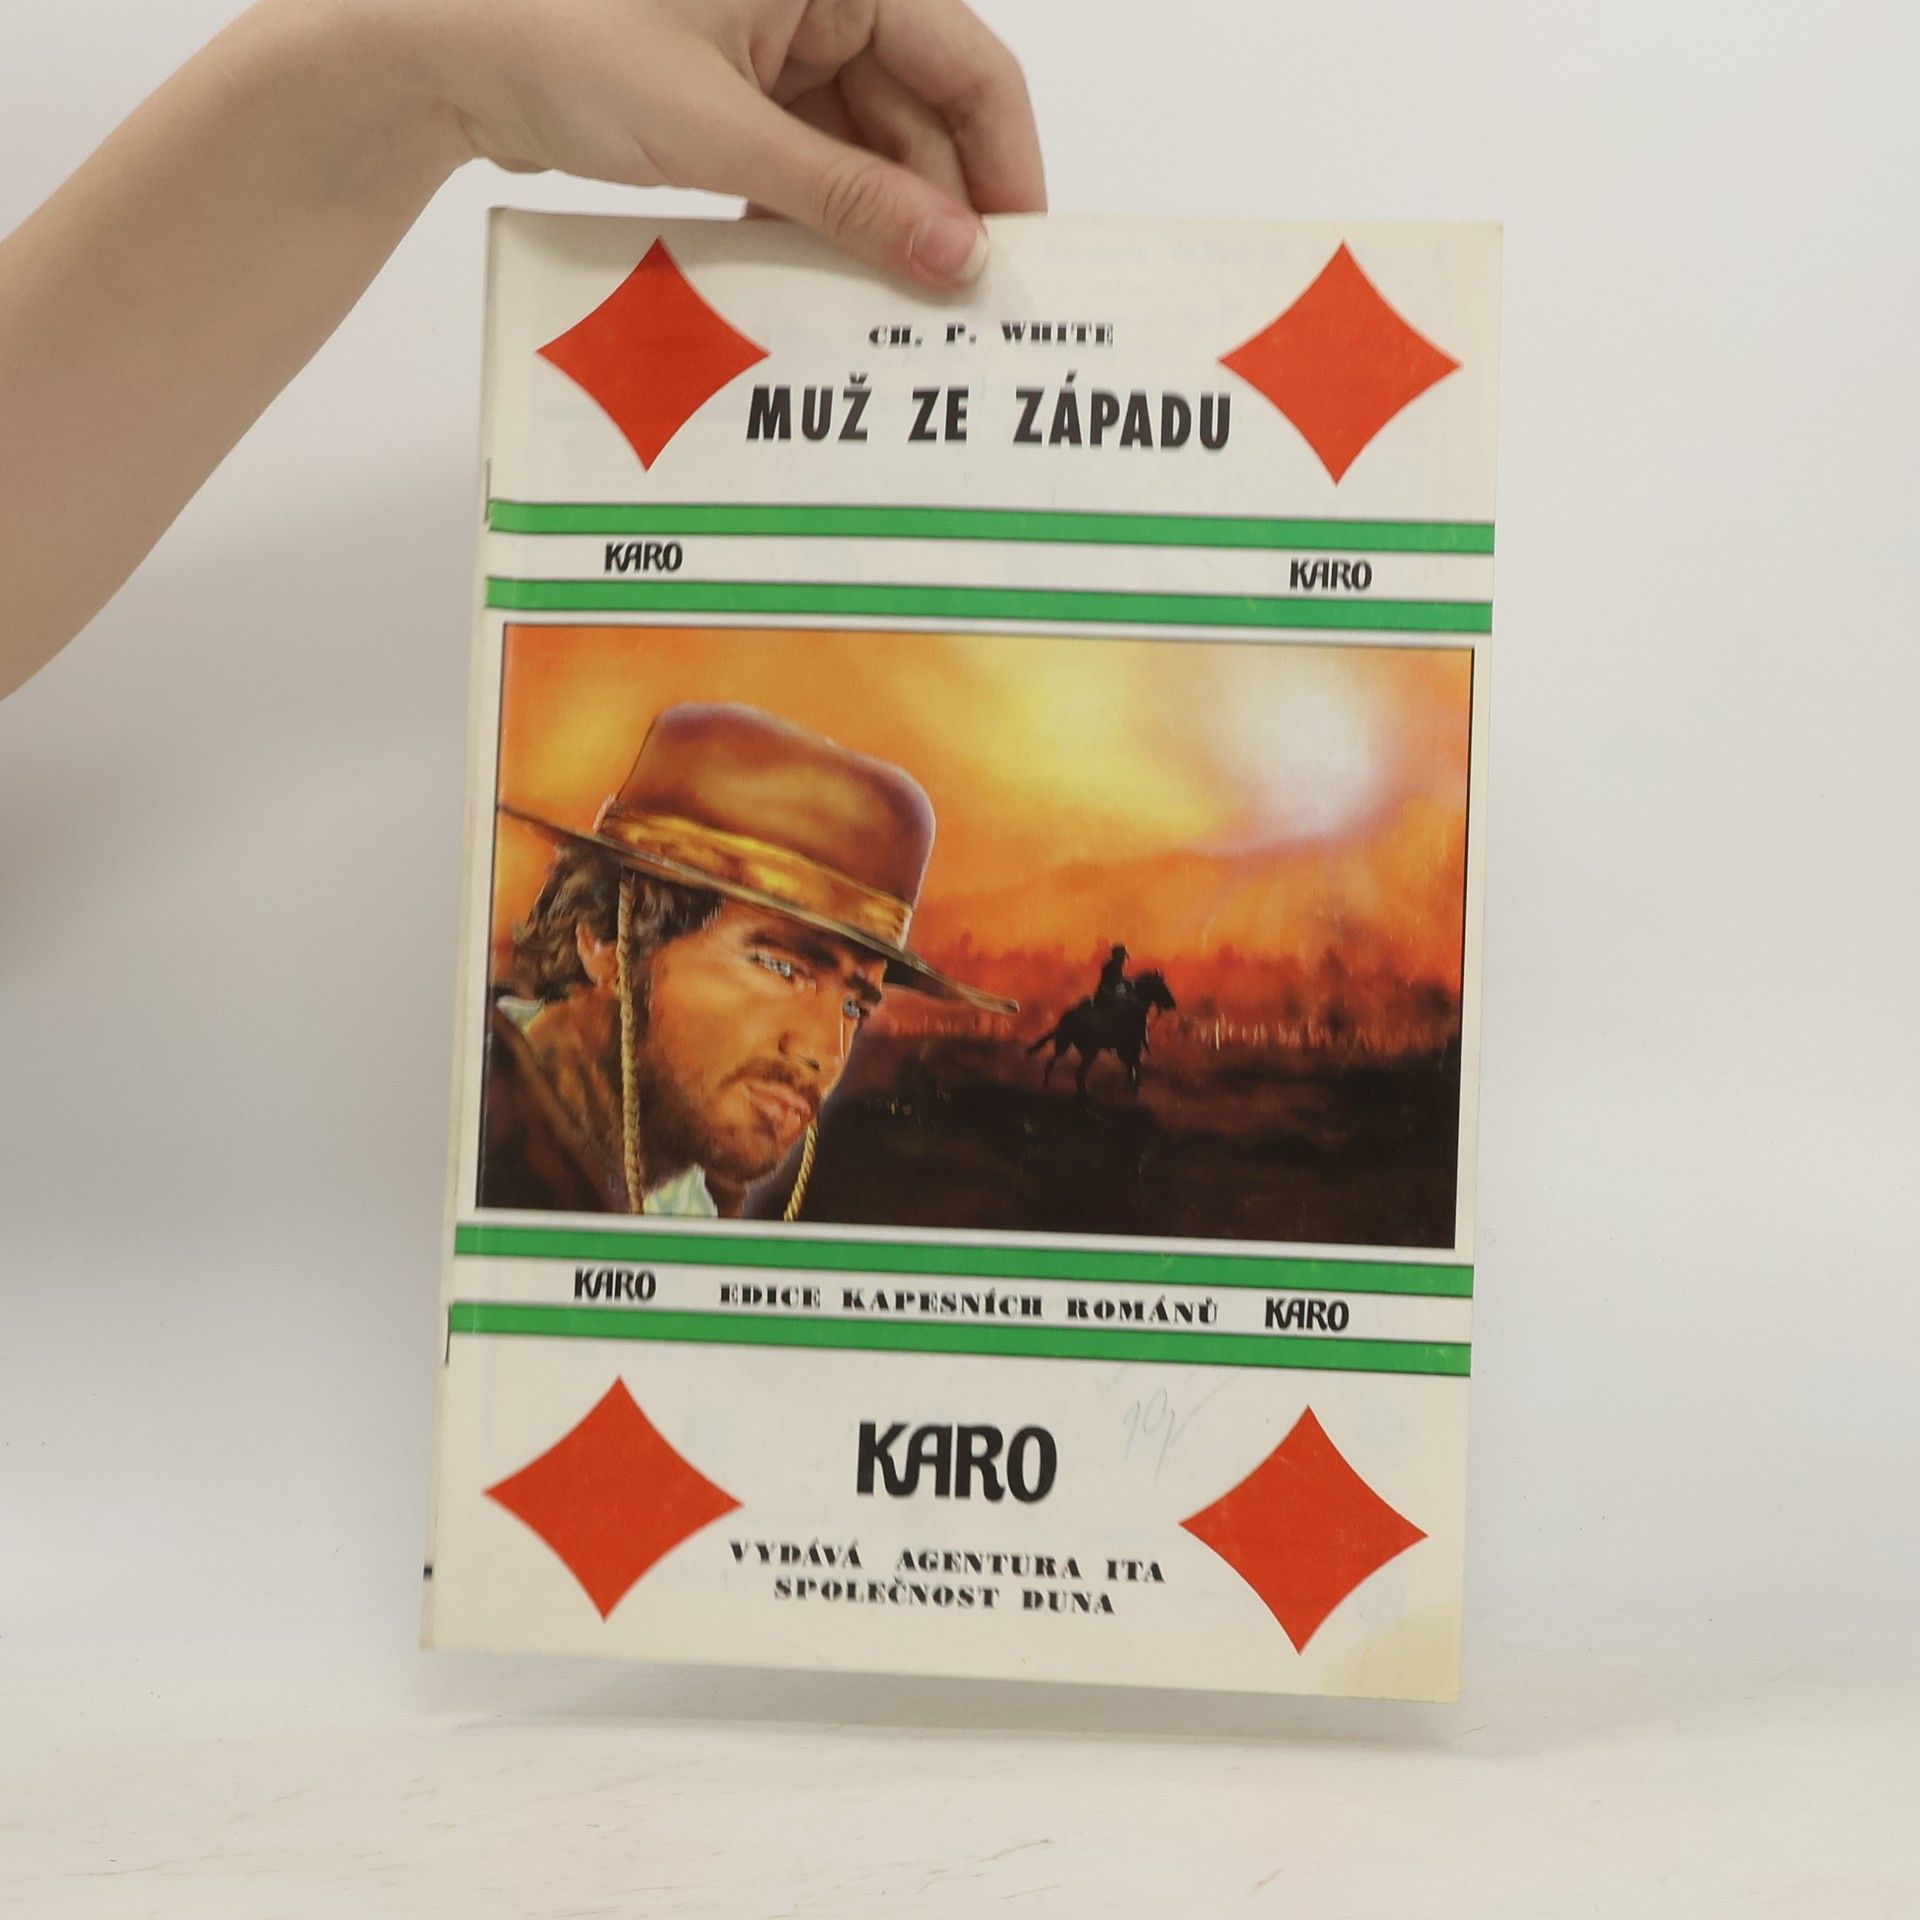 CH. P. WHITE
MUŽ ZE ZÁPADU
KARO KARO
KARO EDICE KAPESNÍCH ROMÁNŮ KARO
KARO
VYDÁVÁ AGENTURA ITA
SPOLEČNOST DUNA